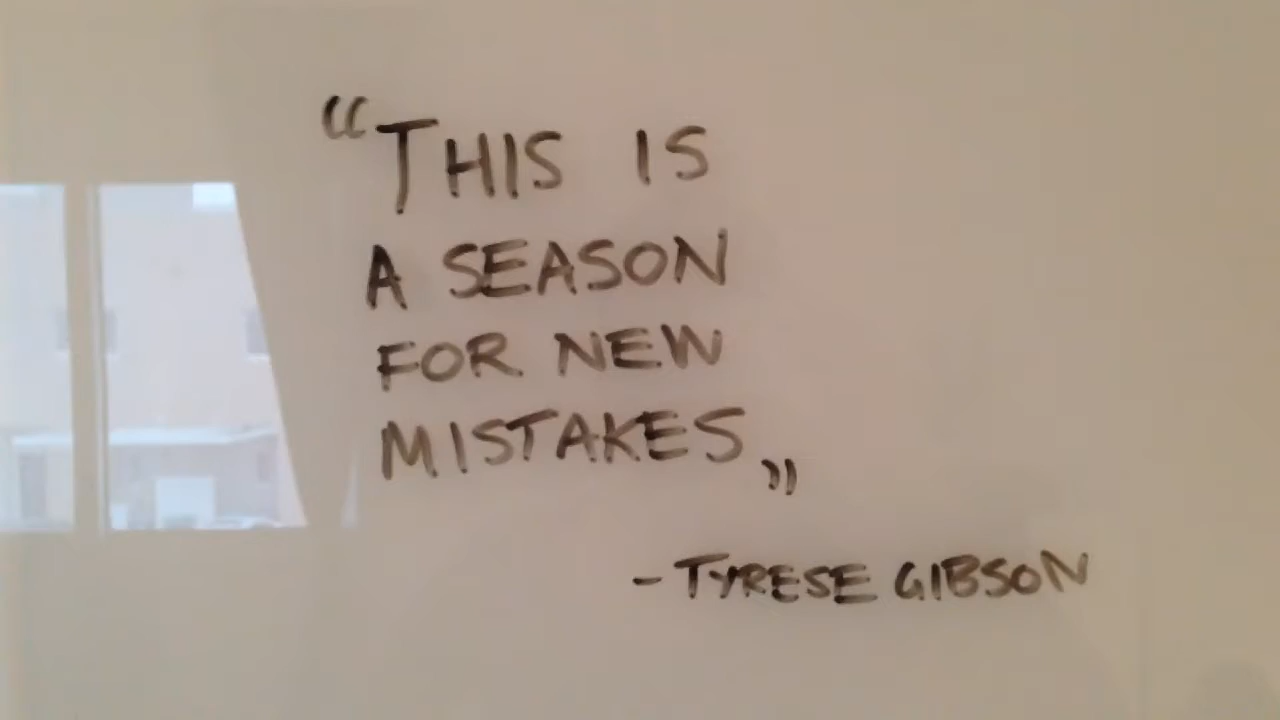 “THIS IS
A SEASON
FOR NEW
MISTAKES”
- TYRESE GIBSON